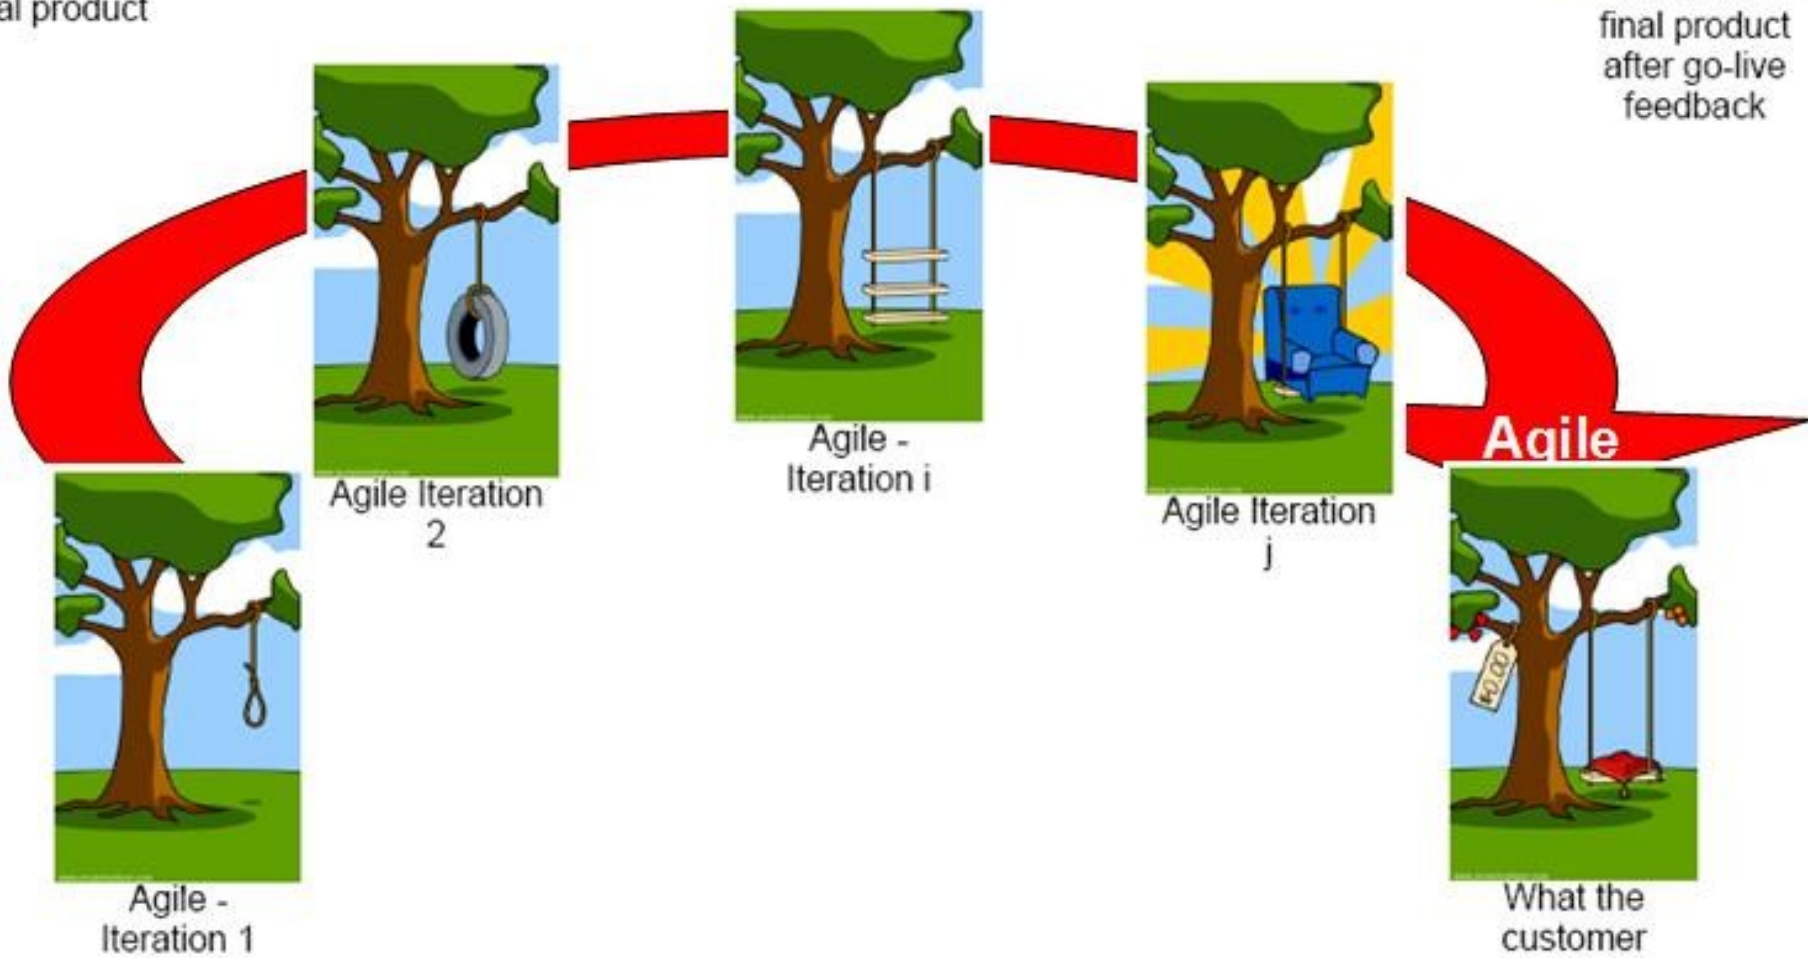 al product
final product
after go-live
feedback
Agile Iteration
2
Agile -
Iteration i
Agile Iteration
j
Agile
Agile -
Iteration 1
What the
customer